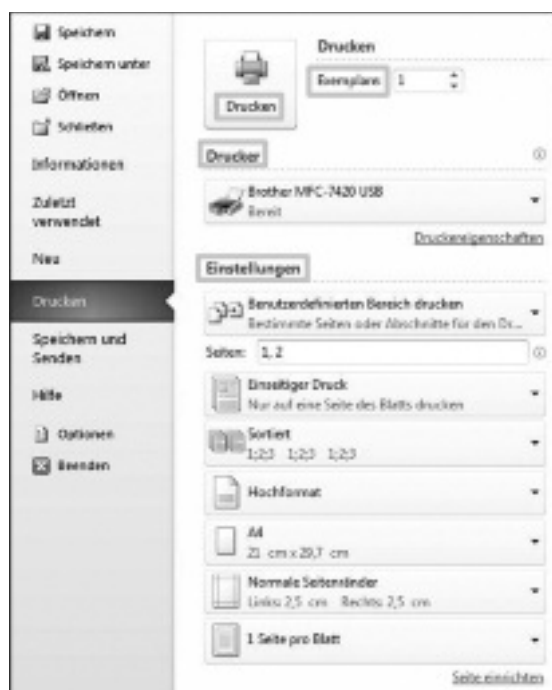 Speichern
Speichern unter
Öffnen
Schließen
Informationen
Zuletzt
verwendet
Neu
Drucken
Speichern und
Senden
Hilfe
Optionen
Beenden
Drucken
Exemplare: 1
Drucken
Drucker
Brother MFC-7420 USB
Bereit
Druckereigenschaften
Einstellungen
Benutzerdefinierten Bereich drucken
Bestimmte Seiten oder Abschnitte für den Dr...
Seiten: 1, 2
Einseitiger Druck
Nur auf eine Seite des Blatts drucken
Sortiert
1;2;3 1;2;3 1;2;3
Hochformat
A4
21 cm x 29,7 cm
Normale Seitenränder
Links: 2,5 cm Rechts: 2,5 cm
1 Seite pro Blatt
Seite einrichten